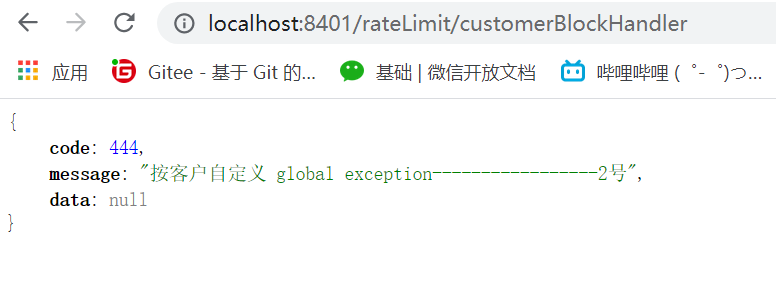 localhost:8401/rateLimit/customerBlockHandler
应用 Gitee - 基于 Git 的... 基础 | 微信开放文档 哔哩哔哩 (゜-゜)つ...
{
code: 444,
message: "按客户自定义 global exception-----------------2号",
data: null
}